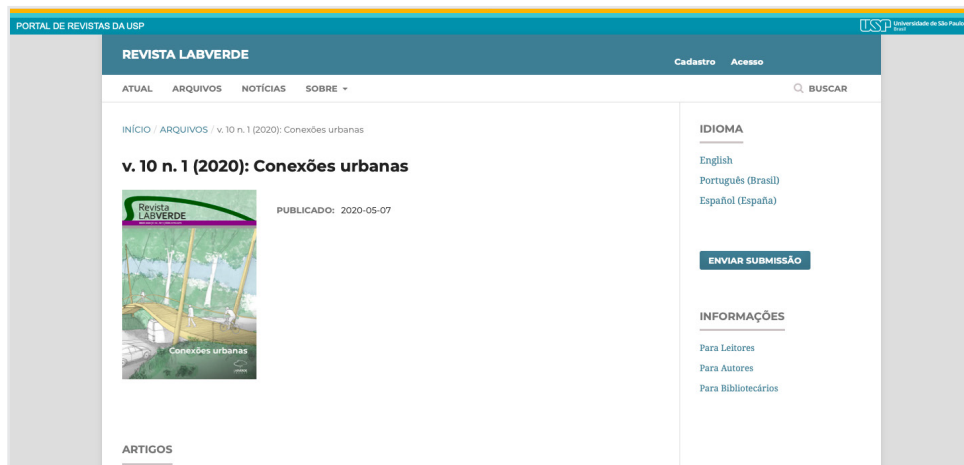 PORTAL DE REVISTAS DA USP
USP Universidade de São Paulo
Brasil
REVISTA LABVERDE
Cadastro Acesso
ATUAL ARQUIVOS NOTÍCIAS SOBRE
BUSCAR
INÍCIO / ARQUIVOS / v. 10 n. 1 (2020): Conexões urbanas
v. 10 n. 1 (2020): Conexões urbanas
Revista
LABVERDE
Conexões urbanas
PUBLICADO: 2020-05-07
ARTIGOS
IDIOMA
English
Português (Brasil)
Español (España)
ENVIAR SUBMISSÃO
INFORMAÇÕES
Para Leitores
Para Autores
Para Bibliotecários